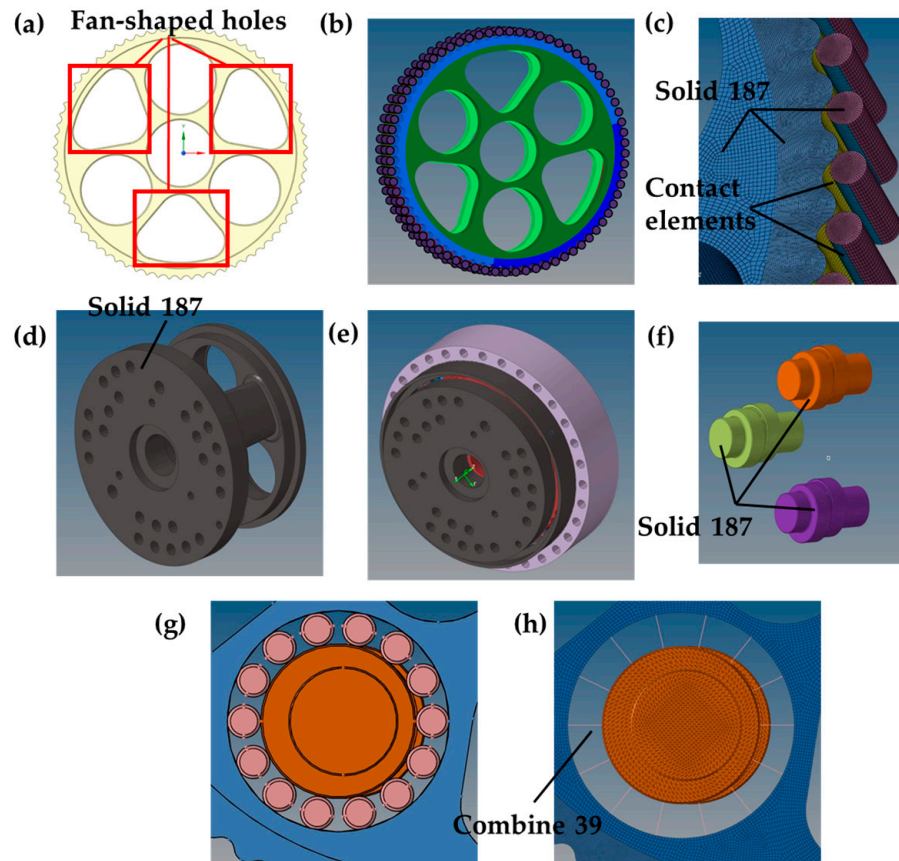 (a)
Fan-shaped holes
(b)
(c)
Solid 187
Contact
elements
(d)
Solid 187
(e)
(f)
Solid 187
(g)
(h)
Combine 39